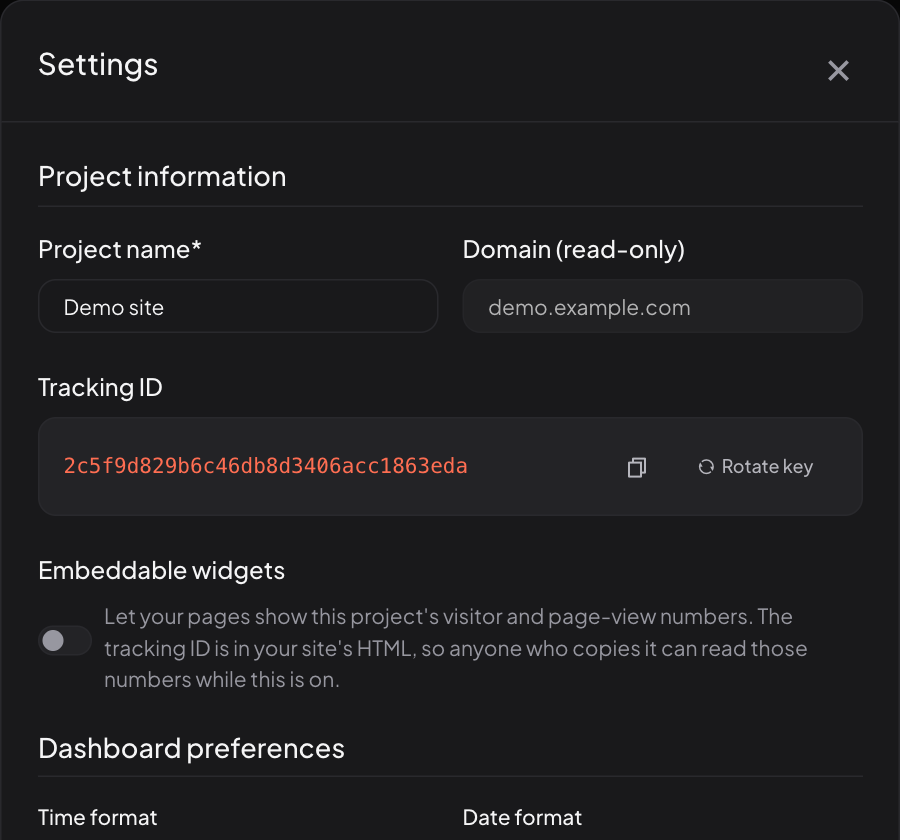 Settings
Project information
Project name*
Domain (read-only)
Demo site
demo.example.com
Tracking ID
2c5f9d829b6c46db8d3406acc1863eda
Rotate key
Embeddable widgets
Let your pages show this project's visitor and page-view numbers. The
tracking ID is in your site's HTML, so anyone who copies it can read those
numbers while this is on.
Dashboard preferences
Time format
Date format